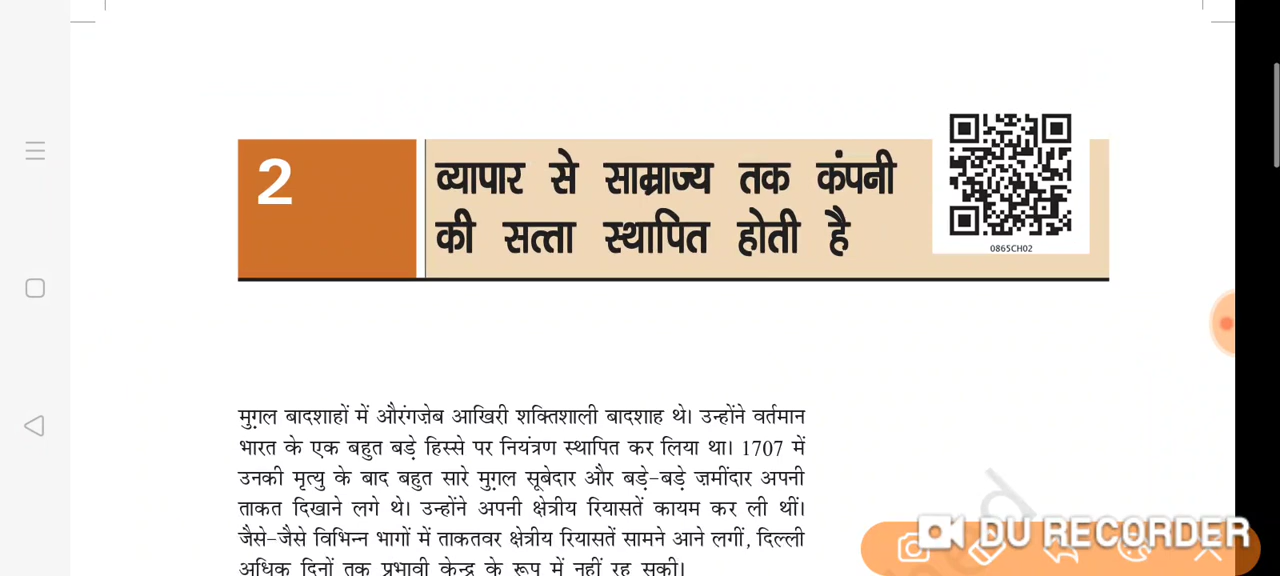 2
व्यापार से साम्राज्य तक कंपनी
की सत्ता स्थापित होती है
0865CH02
मुग़ल बादशाहों में औरंगज़ेब आखिरी शक्तिशाली बादशाह थे। उन्होंने वर्तमान
भारत के एक बहुत बड़े हिस्से पर नियंत्रण स्थापित कर लिया था। 1707 में
उनकी मृत्यु के बाद बहुत सारे मुग़ल सूबेदार और बड़े-बड़े ज़मींदार अपनी
ताकत दिखाने लगे थे। उन्होंने अपनी क्षेत्रीय रियासतें कायम कर ली थीं।
जैसे-जैसे विभिन्न भागों में ताकतवर क्षेत्रीय रियासतें सामने आने लगीं, दिल्ली
अधिक दिनों तक प्रभावी केन्द्र के रूप में नहीं रह सकी।
DU RECORDER